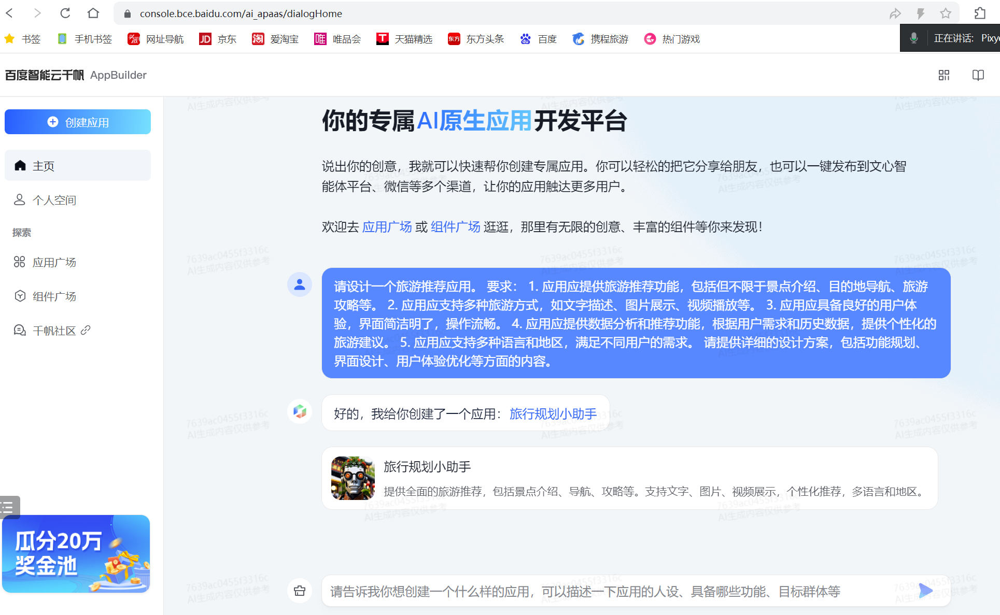 console.bce.baidu.com/ai_apaas/dialogHome
书签 手机书签 网址导航 JD 京东 淘 爱淘宝 唯 唯品会 T 天猫精选 东方 东方头条 du 百度 携程旅游 热门游戏
正在讲话:
百度智能云千帆 AppBuilder
创建应用
主页
个人空间
探索
应用广场
组件广场
千帆社区
瓜分20万
奖金池
你的专属AI原生应用开发平台
说出你的创意，我就可以快速帮你创建专属应用。你可以轻松的把它分享给朋友，也可以一键发布到文心智
能体平台、微信等多个渠道，让你的应用触达更多用户。
欢迎去 应用广场 或 组件广场 逛逛，那里有无限的创意、丰富的组件等你来发现！
请设计一个旅游推荐应用。 要求： 1. 应用应提供旅游推荐功能，包括但不限于景点介绍、目的地导航、旅游
攻略等。 2. 应用应支持多种旅游方式，如文字描述、图片展示、视频播放等。 3. 应用应具备良好的用户体
验，界面简洁明了，操作流畅。 4. 应用应提供数据分析和推荐功能，根据用户需求和历史数据，提供个性化的
旅游建议。 5. 应用应支持多种语言和地区，满足不同用户的需求。 请提供详细的设计方案，包括功能规划、
界面设计、用户体验优化等方面的内容。
好的，我给你创建了一个应用： 旅行规划小助手
旅行规划小助手
提供全面的旅游推荐，包括景点介绍、导航、攻略等。支持文字、图片、视频展示，个性化推荐，多语言和地区。
请告诉我你想创建一个什么样的应用，可以描述一下应用的人设、具备哪些功能、目标群体等
7639ac0455f3316c
AI生成内容仅供参考